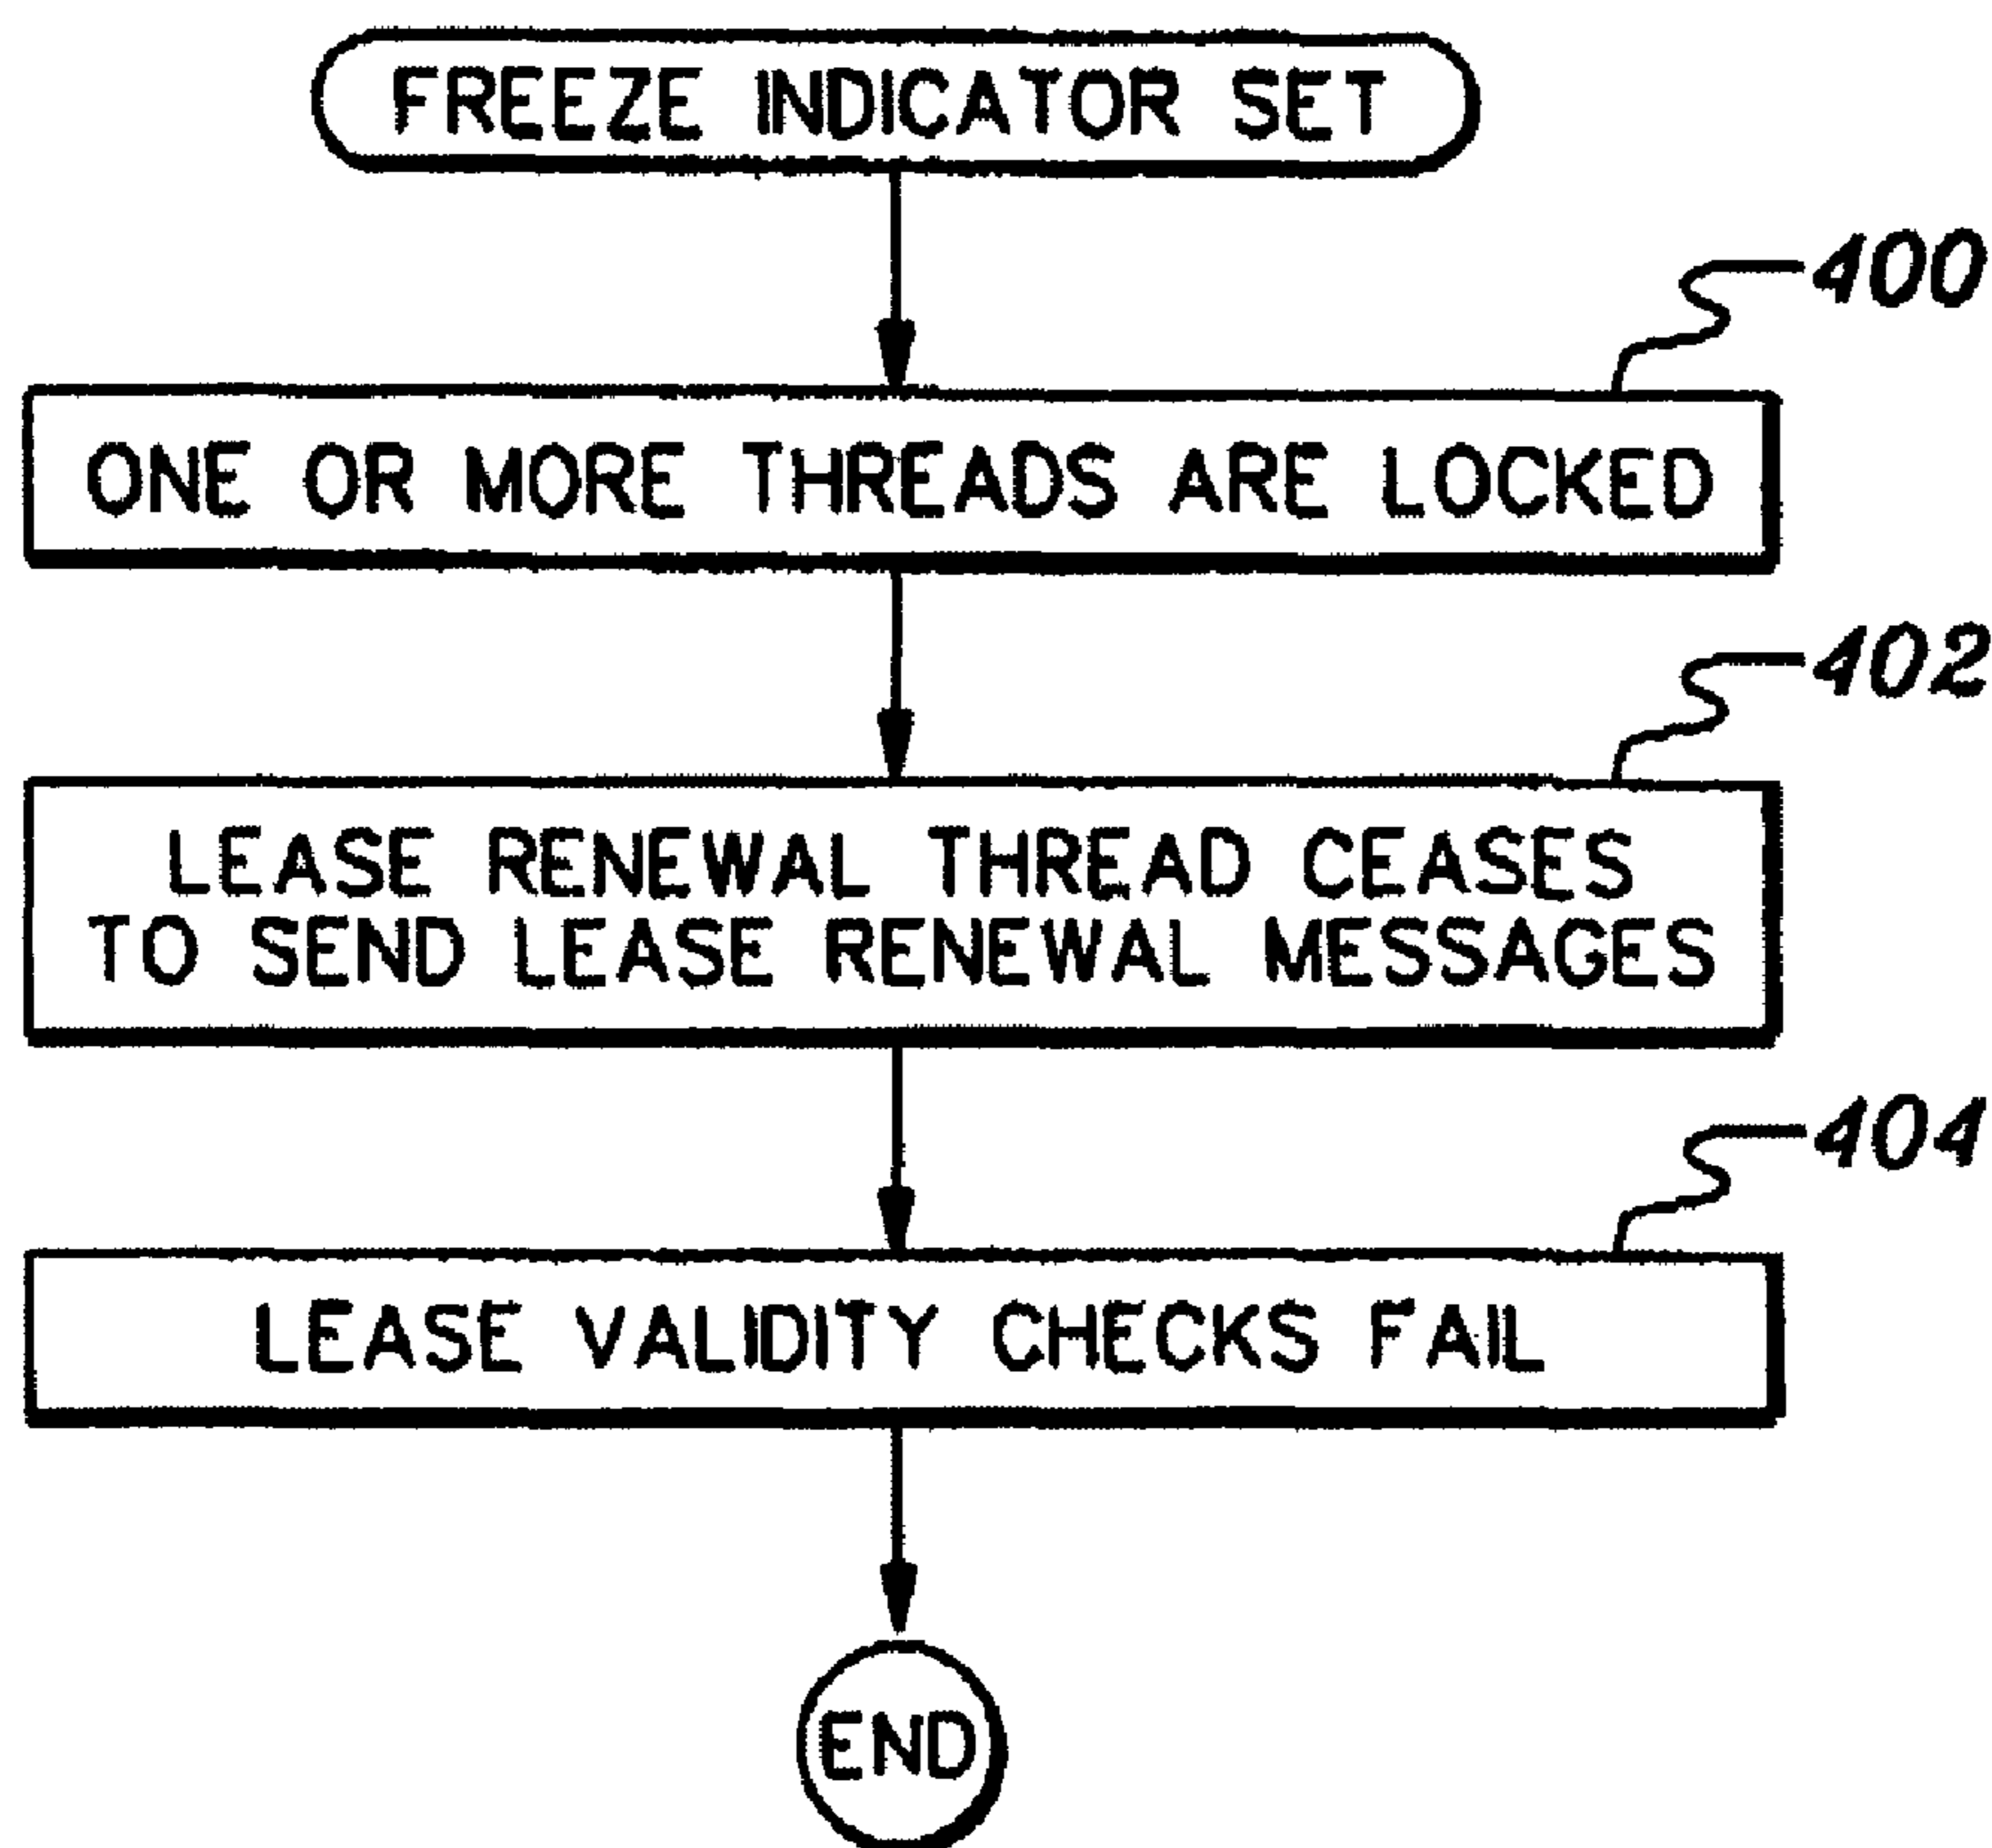 FREEZE INDICATOR SET
400
ONE OR MORE THREADS ARE LOCKED
402
LEASE RENEWAL THREAD CEASES
TO SEND LEASE RENEWAL MESSAGES
404
LEASE VALIDITY CHECKS FAIL
END